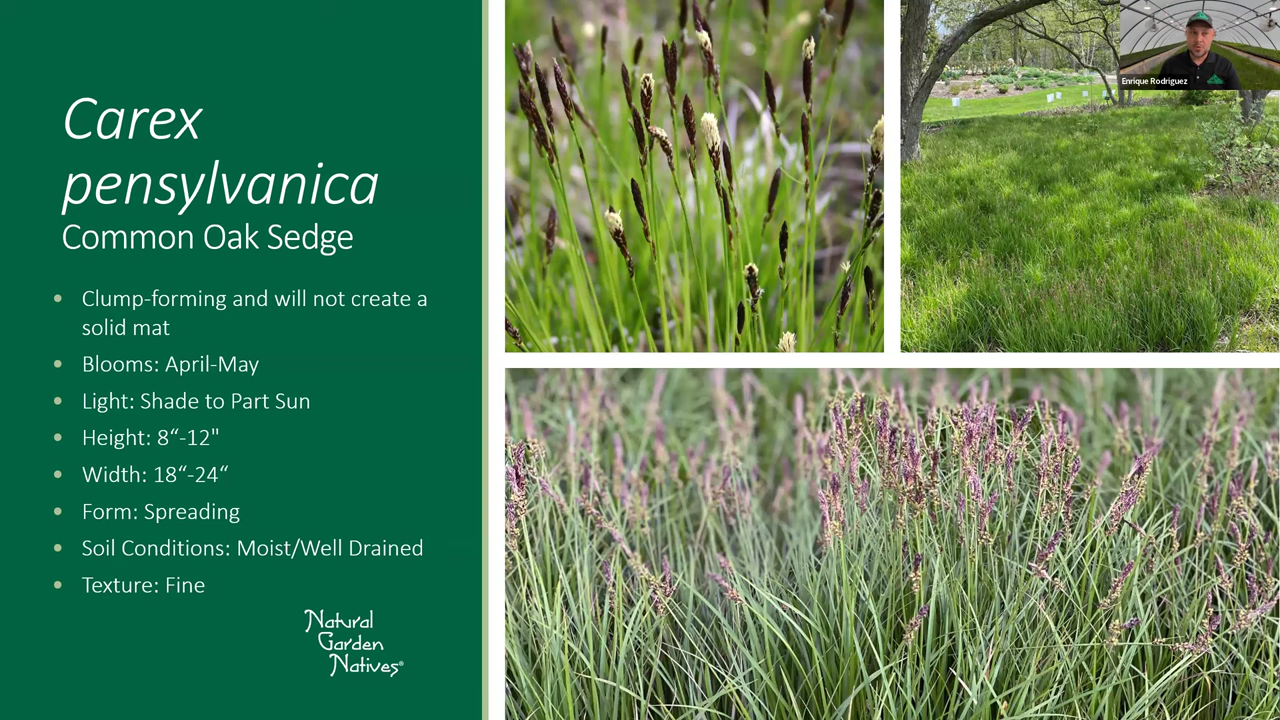 Carex
pensylvanica
Common Oak Sedge
• Clump-forming and will not create a
solid mat
• Blooms: April-May
• Light: Shade to Part Sun
• Height: 8“-12"
• Width: 18“-24“
• Form: Spreading
• Soil Conditions: Moist/Well Drained
• Texture: Fine
Natural
Garden
Natives®
Enrique Rodriguez